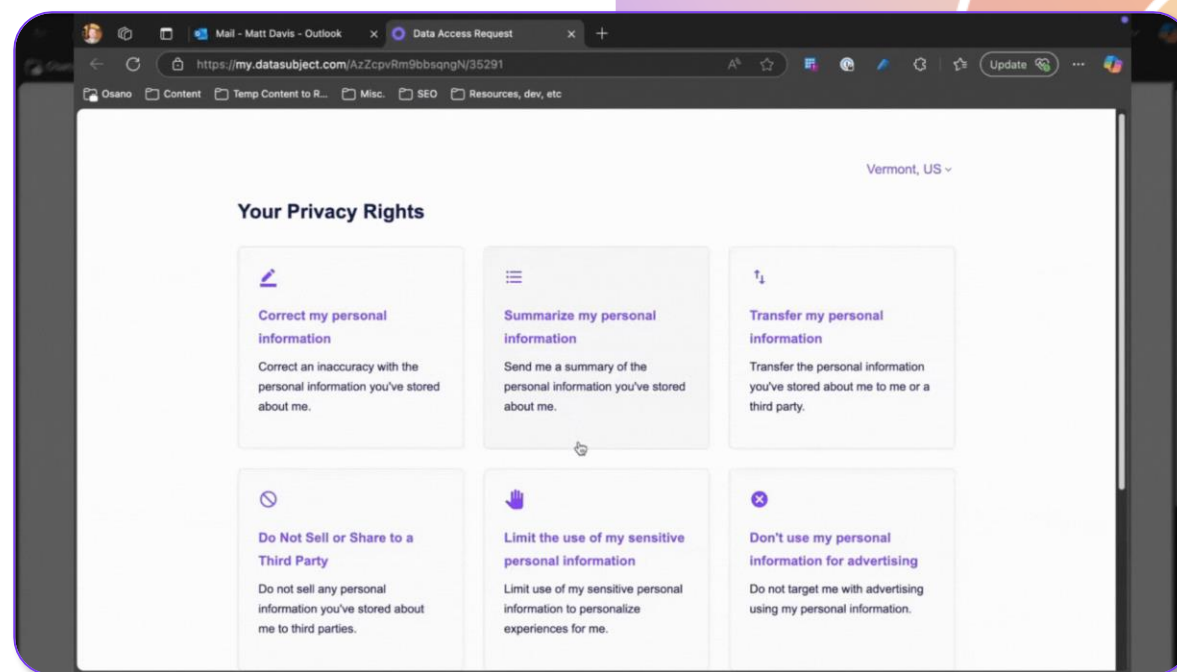 Mail - Matt Davis - Outlook
Data Access Request
https://my.datasubject.com/AzZcpvRm9bbsqngN/35291
Update
Osano
Content
Temp Content to R...
Misc.
SEO
Resources, dev, etc
Vermont, US
Your Privacy Rights
Correct my personal
information
Correct an inaccuracy with the
personal information you've stored
about me.
Summarize my personal
information
Send me a summary of the
personal information you've stored
about me.
Transfer my personal
information
Transfer the personal information
you've stored about me to me or a
third party.
Do Not Sell or Share to a
Third Party
Do not sell any personal
information you've stored about
me to third parties.
Limit the use of my sensitive
personal information
Limit use of my sensitive personal
information to personalize
experiences for me.
Don't use my personal
information for advertising
Do not target me with advertising
using my personal information.